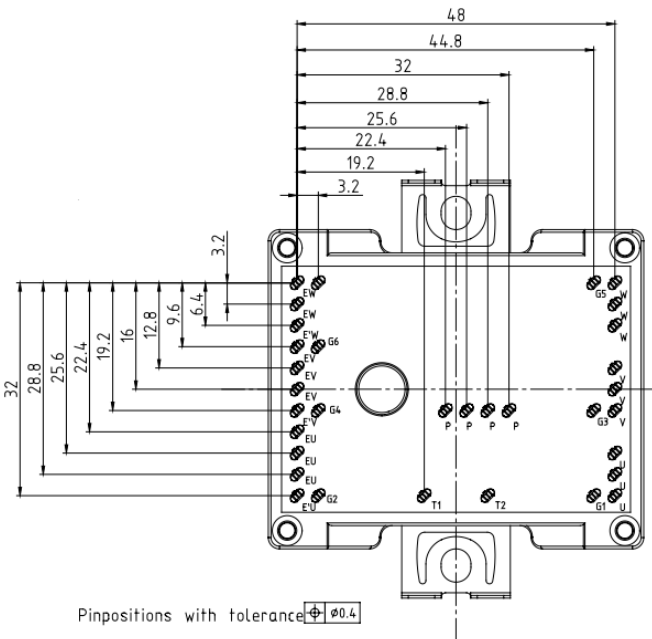 48
44.8
32
28.8
25.6
22.4
19.2
3.2
3.2
6.4
9.6
12.8
16
19.2
22.4
25.6
28.8
32
EW G5 W
EW W
E'W W
G6
EV V
EV V
EV
E'V G4 P P P P G3 V
EU
EU U
EU U
E'U G2 T1 T2 G1 U
Pinpositions with tolerance ⌖ Ø0.4